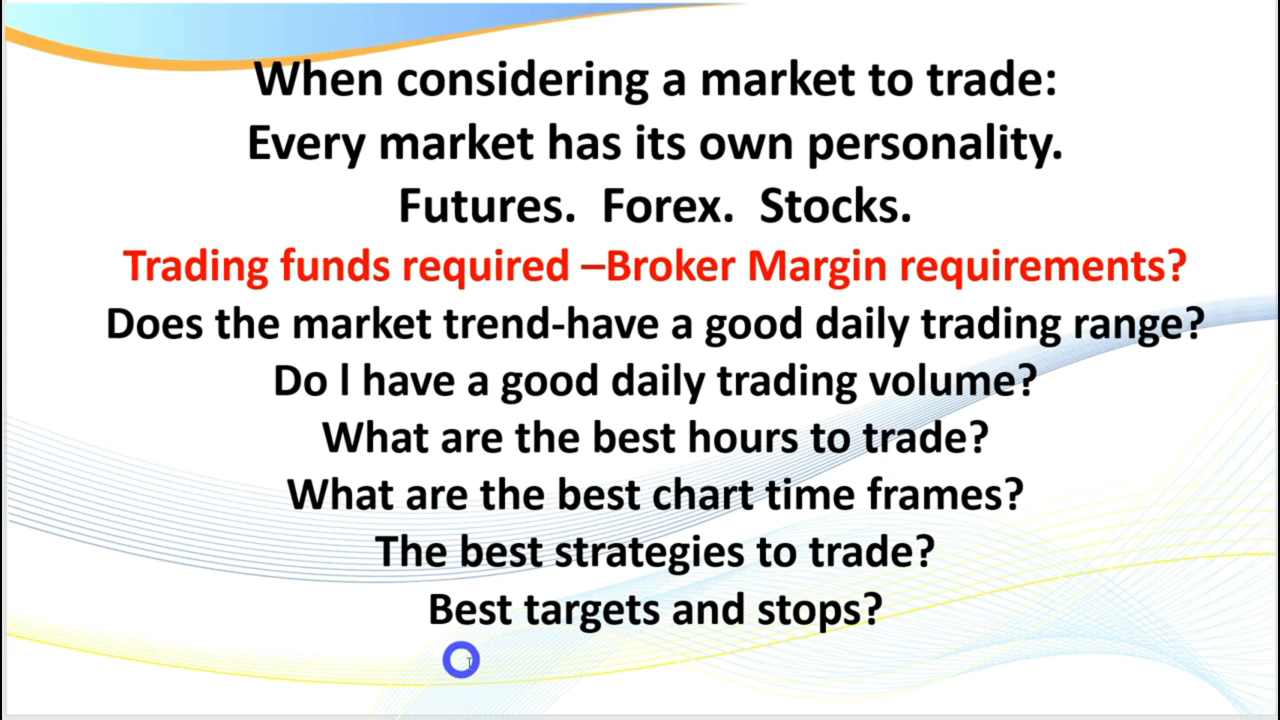 When considering a market to trade:
Every market has its own personality.
Futures.  Forex.  Stocks.
Trading funds required –Broker Margin requirements?
Does the market trend-have a good daily trading range?
Do l have a good daily trading volume?
What are the best hours to trade?
What are the best chart time frames?
The best strategies to trade?
Best targets and stops?